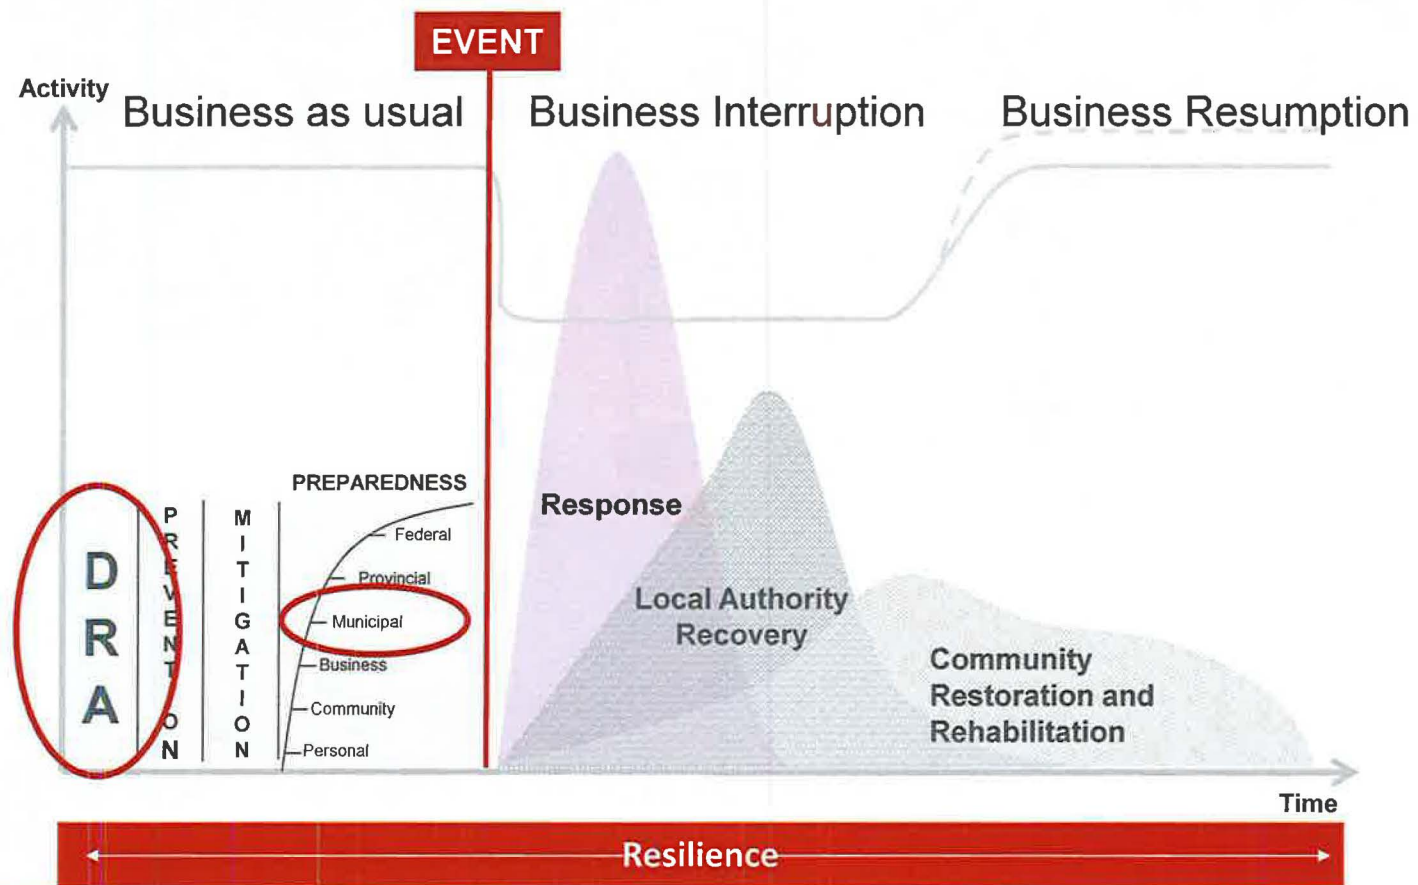 EVENT
Activity
Business as usual
Business Interruption
Business Resumption
PREPAREDNESS
Federal
Provincial
Municipal
Business
Community
Personal
DRA
PREVENTION
MITIGATION
Response
Local Authority
Recovery
Community
Restoration and
Rehabilitation
Time
Resilience